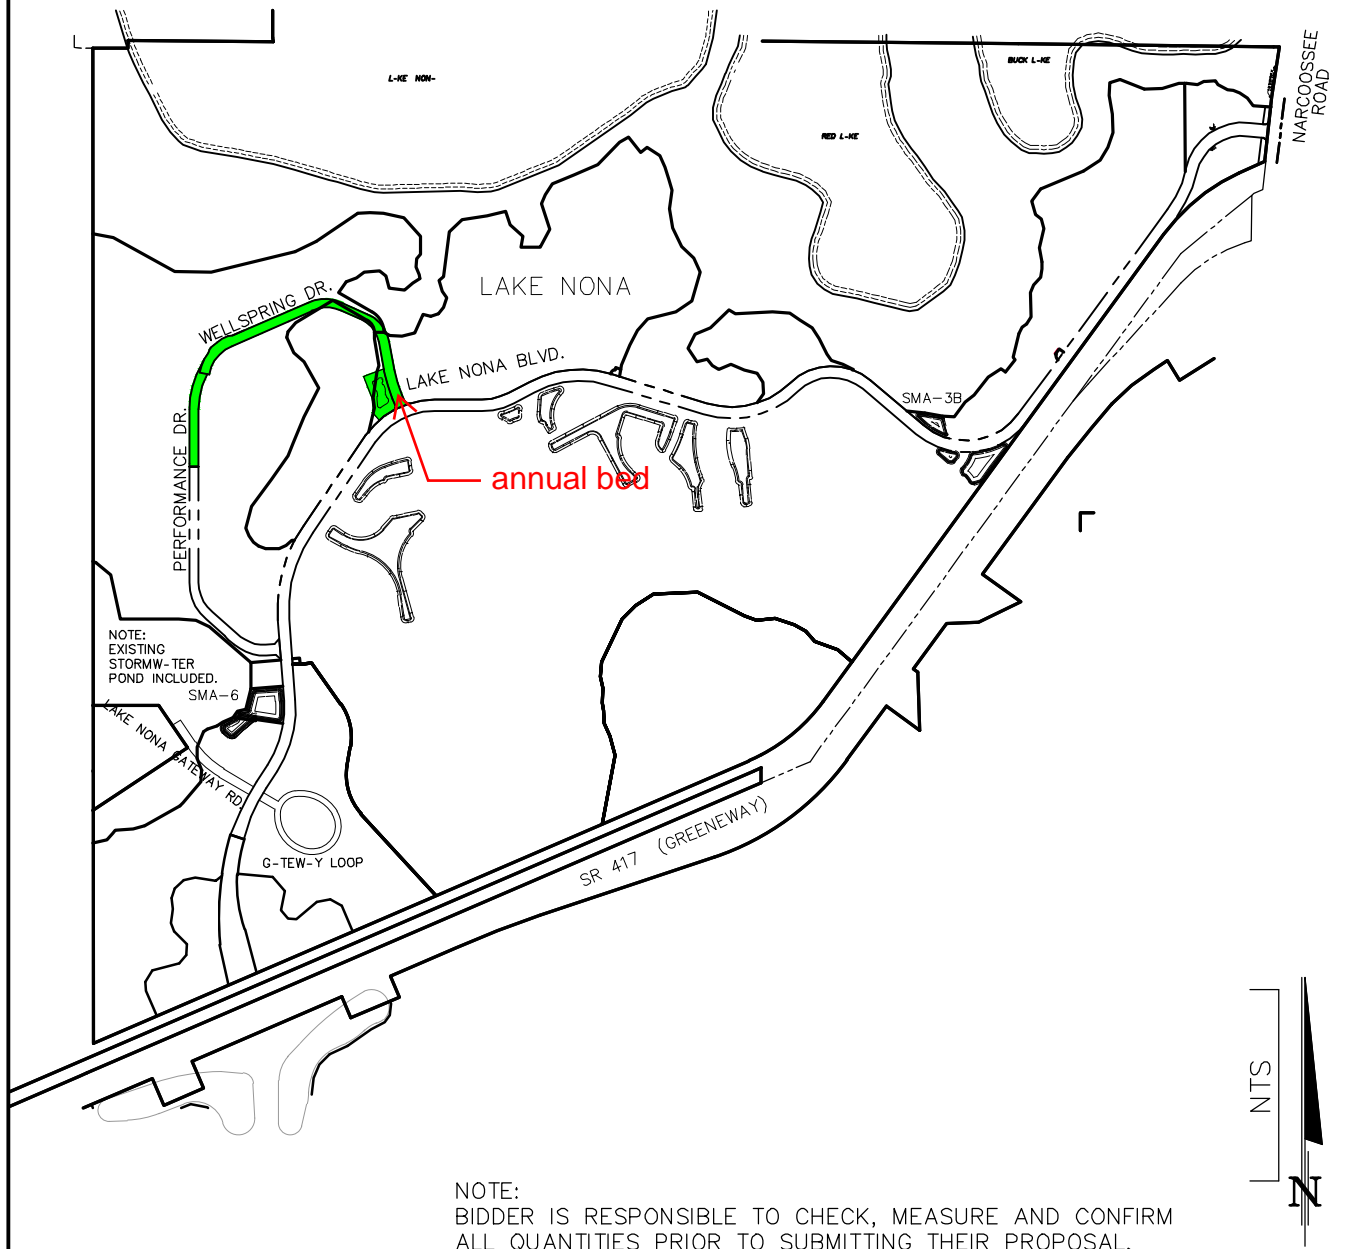 L-KE NON-
BUCK L-KE
RED L-KE
NARCOOSSEE
ROAD
LAKE NONA
WELLSPRING DR.
LAKE NONA BLVD.
SMA-3B
PERFORMANCE DR.
annual bed
NOTE:
EXISTING
STORMW-TER
POND INCLUDED.
SMA-6
LAKE NONA GATEWAY RD.
G-TEW-Y LOOP
SR 417 (GREENEWAY)
NTS
N
NOTE:
BIDDER IS RESPONSIBLE TO CHECK, MEASURE AND CONFIRM
ALL QUANTITIES PRIOR TO SUBMITTING THEIR PROPOSAL.